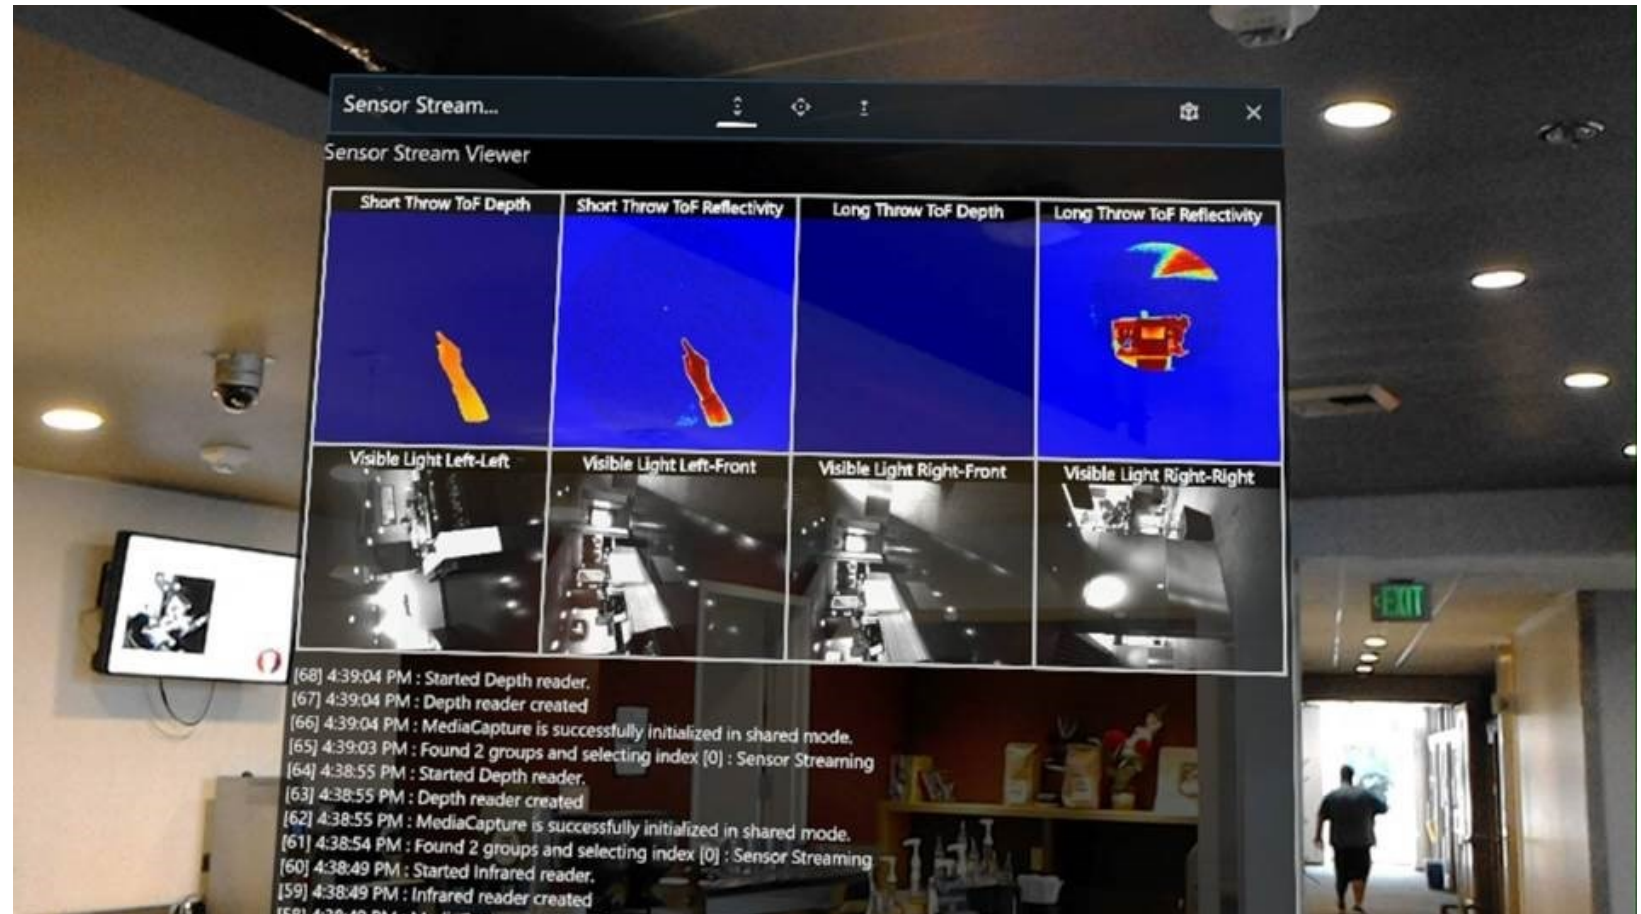 Sensor Stream...
Sensor Stream Viewer
Short Throw ToF Depth
Short Throw ToF Reflectivity
Long Throw ToF Depth
Long Throw ToF Reflectivity
Visible Light Left-Left
Visible Light Left-Front
Visible Light Right-Front
Visible Light Right-Right
[68] 4:39:04 PM : Started Depth reader.
[67] 4:39:04 PM : Depth reader created
[66] 4:39:04 PM : MediaCapture is successfully initialized in shared mode.
[65] 4:39:03 PM : Found 2 groups and selecting index [0] : Sensor Streaming
[64] 4:38:55 PM : Started Depth reader.
[63] 4:38:55 PM : Depth reader created
[62] 4:38:55 PM : MediaCapture is successfully initialized in shared mode.
[61] 4:38:54 PM : Found 2 groups and selecting index [0] : Sensor Streaming
[60] 4:38:49 PM : Started Infrared reader.
[59] 4:38:49 PM : Infrared reader created
EXIT